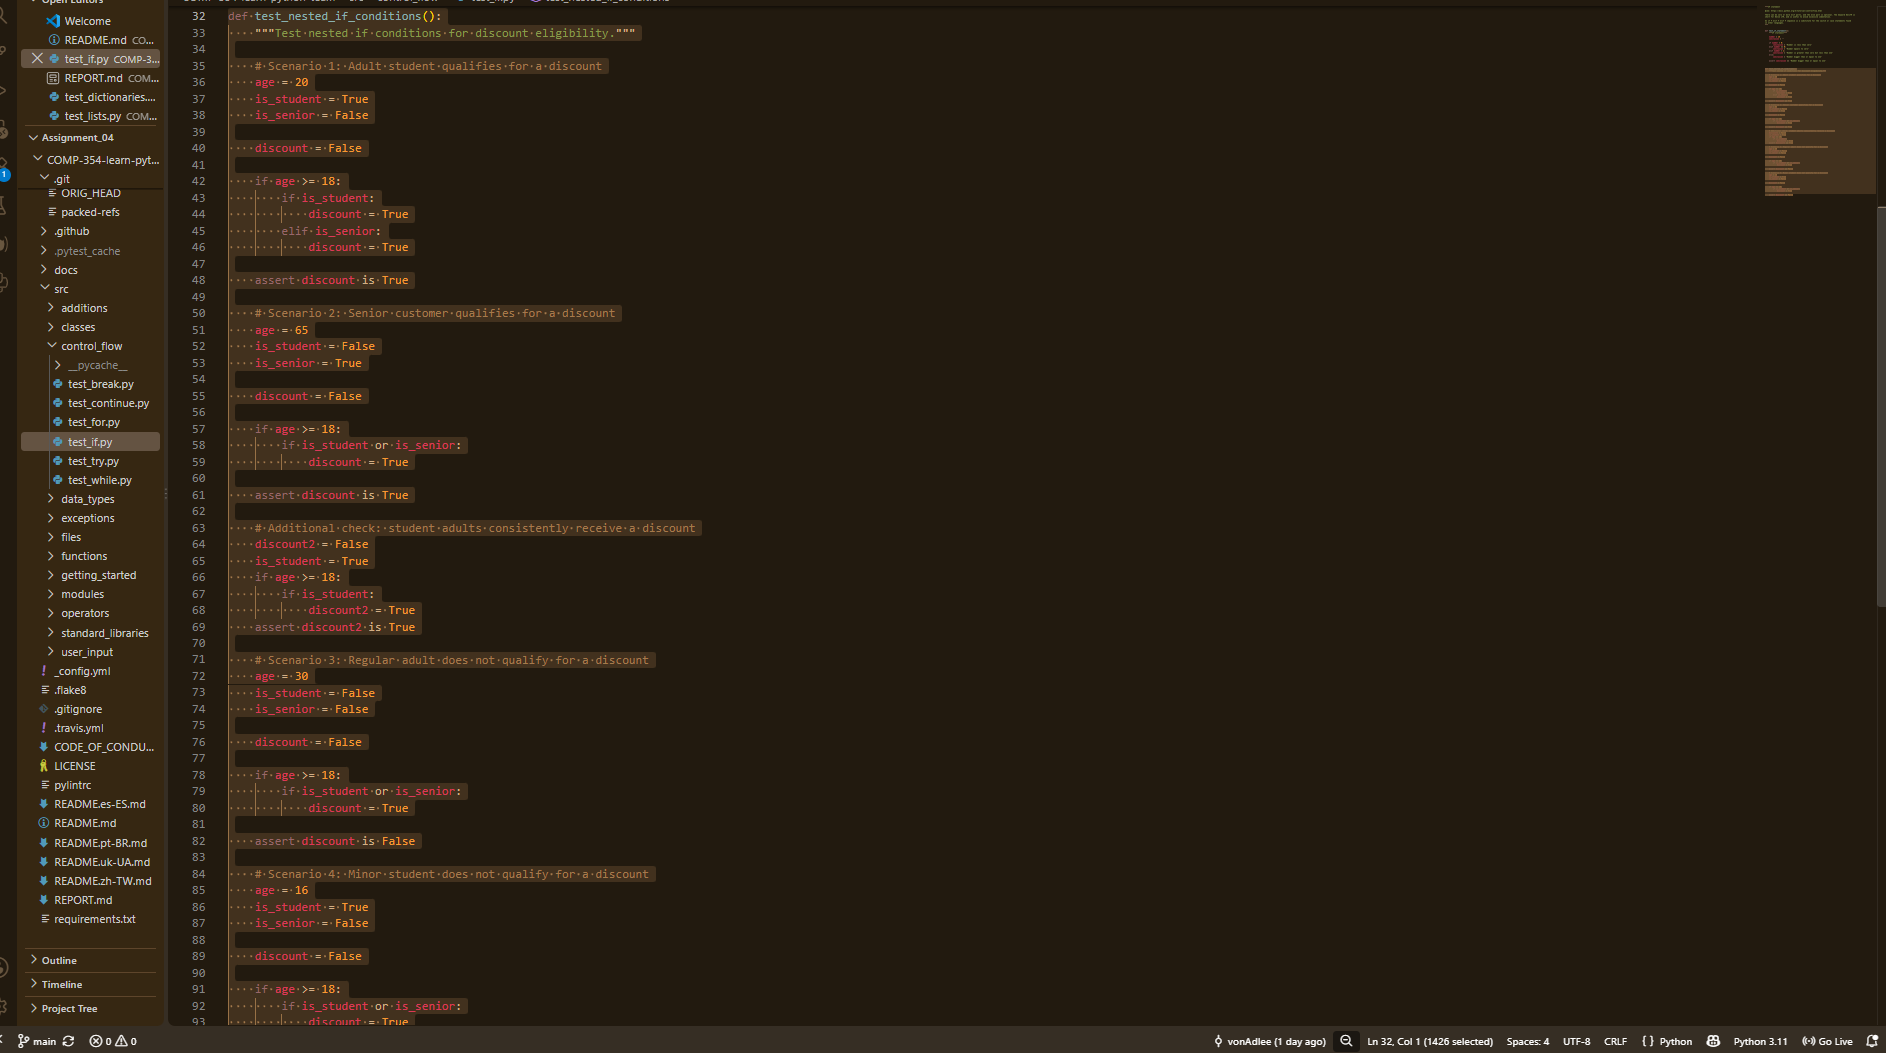 Welcome
README.md CO...
test_if.py COMP-3...
REPORT.md COM...
test_dictionaries....
test_lists.py COM...
Assignment_04
COMP-354-learn-pyt...
.git
ORIG_HEAD
packed-refs
.github
.pytest_cache
docs
src
additions
classes
control_flow
__pycache__
test_break.py
test_continue.py
test_for.py
test_if.py
test_try.py
test_while.py
data_types
exceptions
files
functions
getting_started
modules
operators
standard_libraries
user_input
_config.yml
.flake8
.gitignore
.travis.yml
CODE_OF_CONDU...
LICENSE
pylintrc
README.es-ES.md
README.md
README.pt-BR.md
README.uk-UA.md
README.zh-TW.md
REPORT.md
requirements.txt
Outline
Timeline
Project Tree
32 def test_nested_if_conditions():
33     """Test nested if conditions for discount eligibility."""
34
35     # Scenario 1: Adult student qualifies for a discount
36     age = 20
37     is_student = True
38     is_senior = False
39
40     discount = False
41
42     if age >= 18:
43         if is_student:
44             discount = True
45         elif is_senior:
46             discount = True
47
48     assert discount is True
49
50     # Scenario 2: Senior customer qualifies for a discount
51     age = 65
52     is_student = False
53     is_senior = True
54
55     discount = False
56
57     if age >= 18:
58         if is_student or is_senior:
59             discount = True
60
61     assert discount is True
62
63     # Additional check: student adults consistently receive a discount
64     discount2 = False
65     is_student = True
66     if age >= 18:
67         if is_student:
68             discount2 = True
69     assert discount2 is True
70
71     # Scenario 3: Regular adult does not qualify for a discount
72     age = 30
73     is_student = False
74     is_senior = False
75
76     discount = False
77
78     if age >= 18:
79         if is_student or is_senior:
80             discount = True
81
82     assert discount is False
83
84     # Scenario 4: Minor student does not qualify for a discount
85     age = 16
86     is_student = True
87     is_senior = False
88
89     discount = False
90
91     if age >= 18:
92         if is_student or is_senior:
93             discount = True
1
main 0 0 vonAdlee (1 day ago) Ln 32, Col 1 (1426 selected) Spaces: 4 UTF-8 CRLF { } Python Python 3.11 Go Live